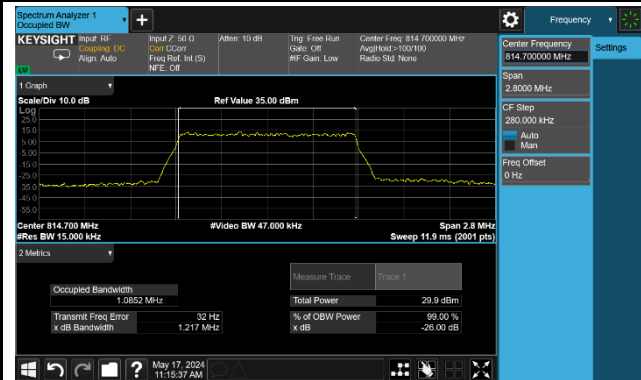 Spectrum Analyzer 1
Occupied BW
Frequency
KEYSIGHT
Input: RF
Coupling: DC
Align: Auto
Input Z: 50 Ω
Corr CCorr
Freq Ref: Int (S)
NFE: Off
Atten: 10 dB
Trig: Free Run
Gate: Off
#IF Gain: Low
Center Freq: 814.700000 MHz
Avg|Hold:>100/100
Radio Std: None
LXI
1 Graph
Scale/Div 10.0 dB
Ref Value 35.00 dBm
Log
25.0
15.0
5.00
-5.00
-15.0
-25.0
-35.0
-45.0
-55.0
Center 814.700 MHz
#Video BW 47.000 kHz
Span 2.8 MHz
#Res BW 15.000 kHz
Sweep 11.9 ms (2001 pts)
2 Metrics
Measure Trace
Trace 1
Occupied Bandwidth
1.0852 MHz
Total Power
29.9 dBm
Transmit Freq Error
32 Hz
% of OBW Power
99.00 %
x dB Bandwidth
1.217 MHz
x dB
-26.00 dB
May 17, 2024
11:15:37 AM
Center Frequency
814.700000 MHz
Settings
Span
2.8000 MHz
CF Step
280.000 kHz
Auto
Man
Freq Offset
0 Hz